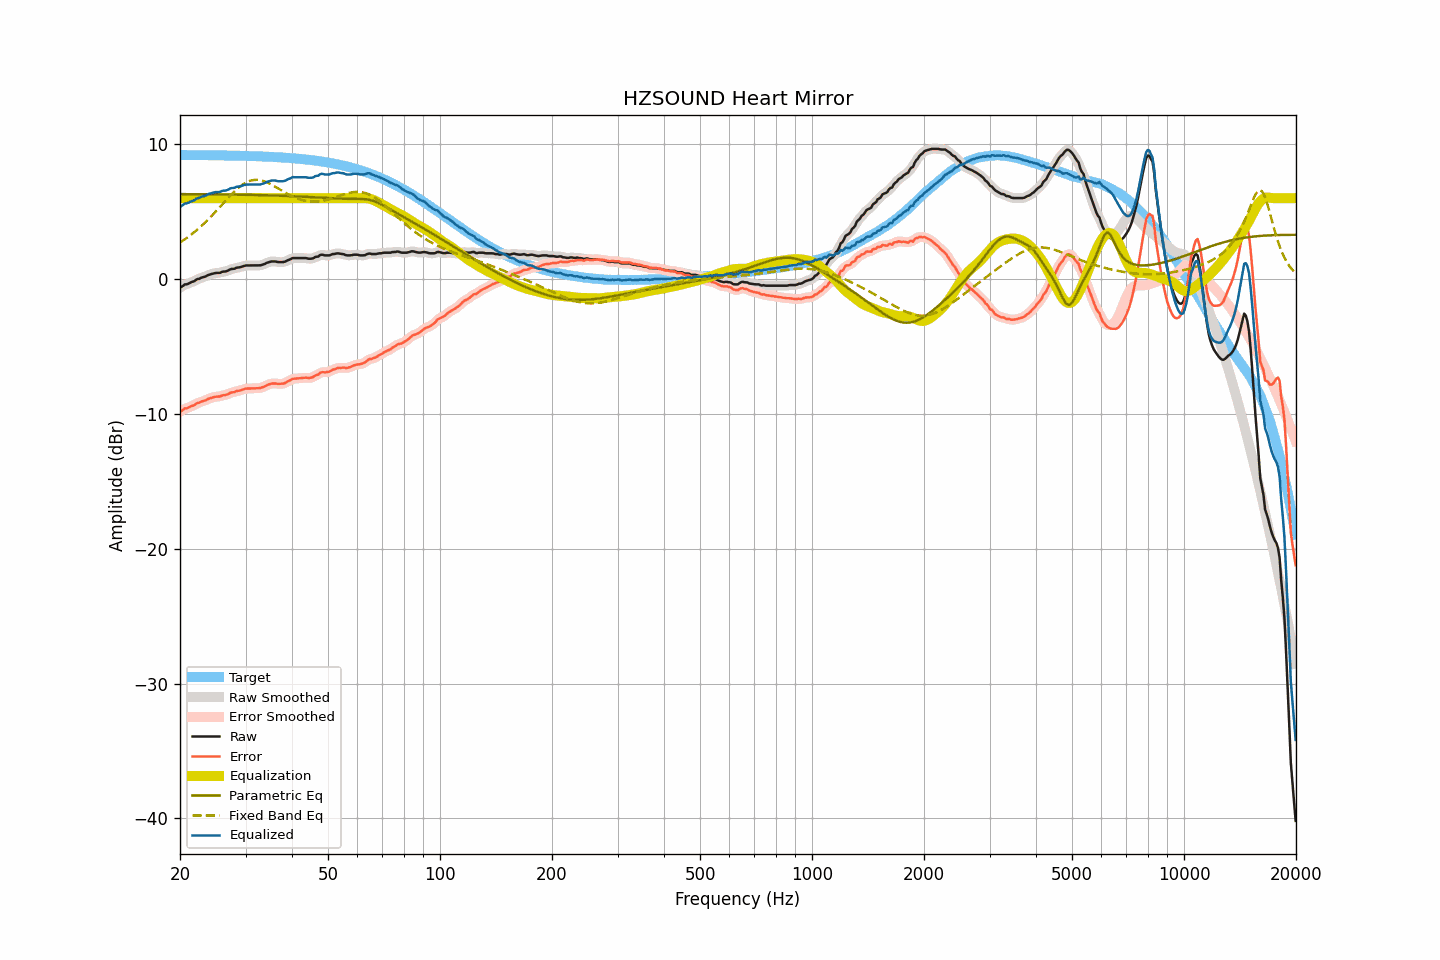 HZSOUND Heart Mirror
10
0
−10
−20
−30
−40
Amplitude (dBr)
Target
Raw Smoothed
Error Smoothed
Raw
Error
Equalization
Parametric Eq
Fixed Band Eq
Equalized
20 50 100 200 500 1000 2000 5000 10000 20000
Frequency (Hz)